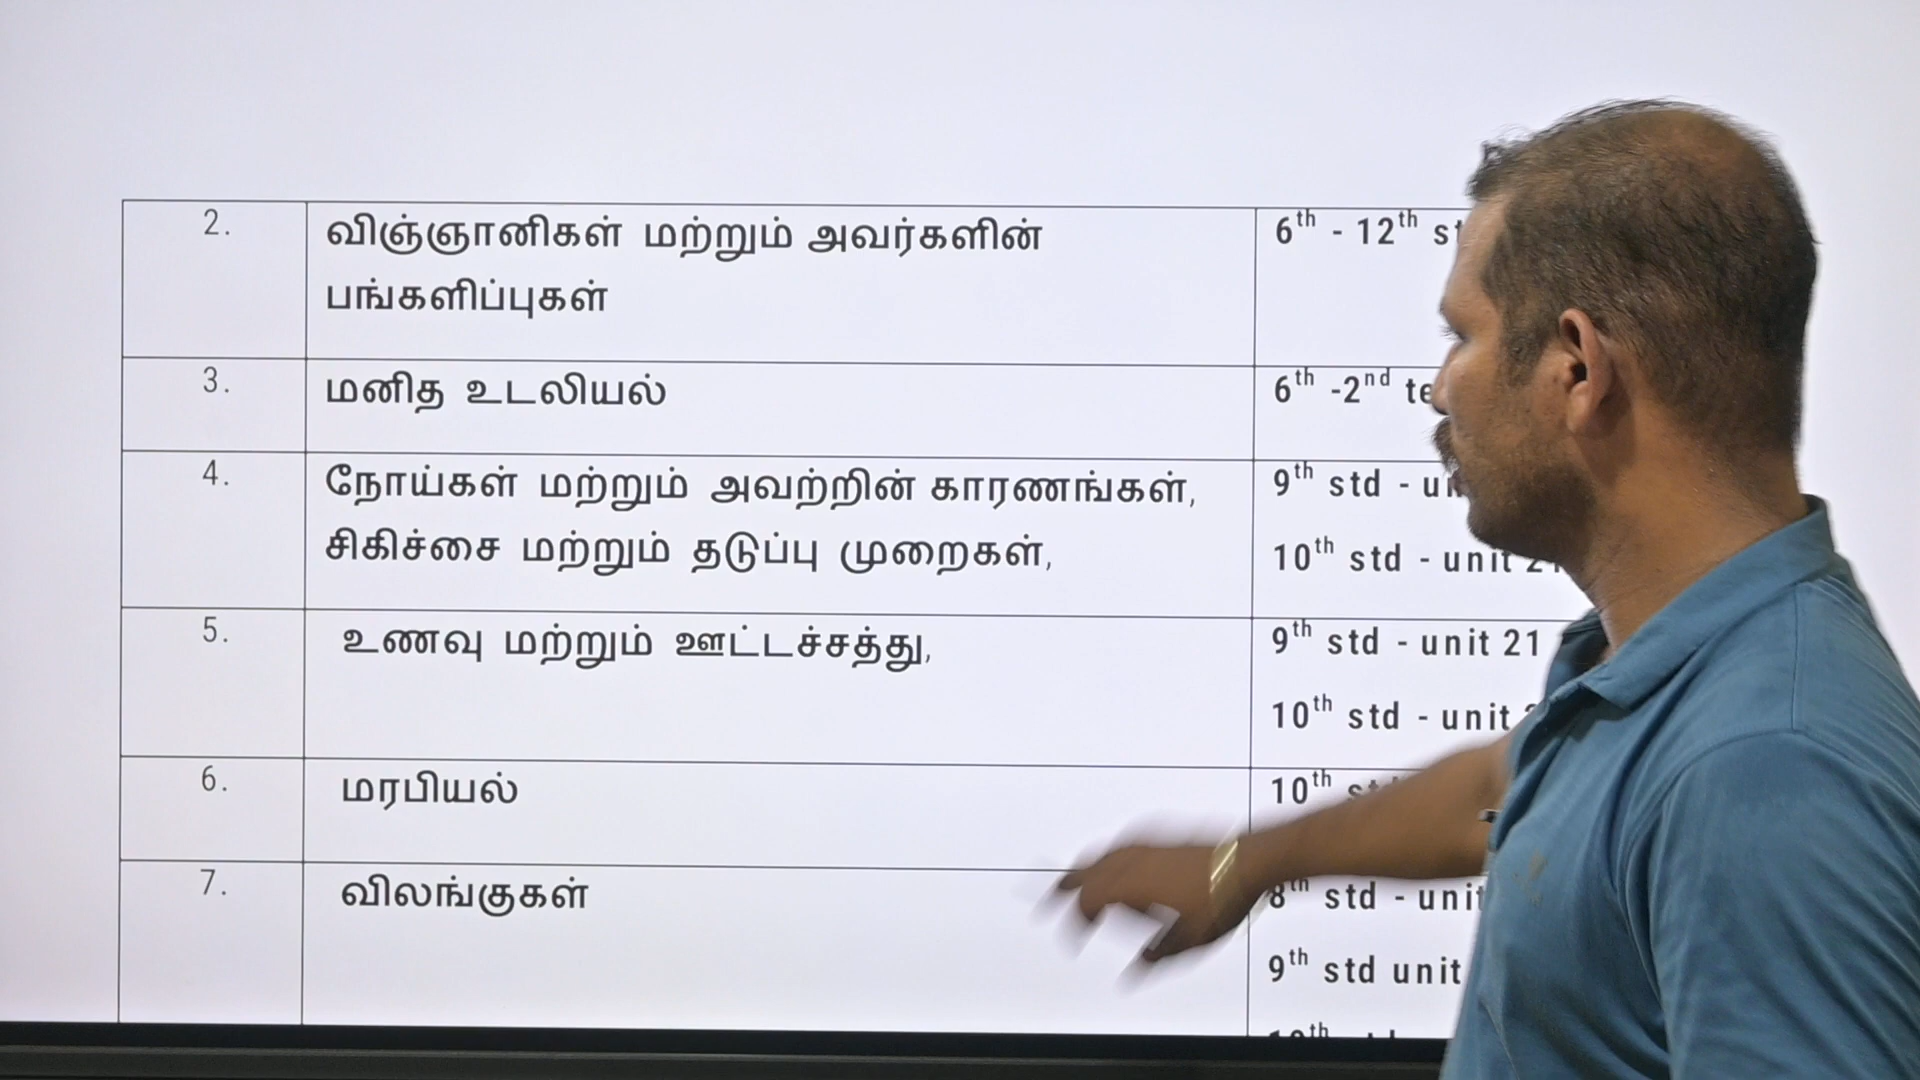 2.
விஞ்ஞானிகள் மற்றும் அவர்களின்
பங்களிப்புகள்
6th - 12th
3.
மனித உடலியல்
6th -2nd
4.
நோய்கள் மற்றும் அவற்றின் காரணங்கள்,
சிகிச்சை மற்றும் தடுப்பு முறைகள்,
9th std -
10th std - unit
5.
உணவு மற்றும் ஊட்டச்சத்து,
9th std - unit 21
10th std - unit
6.
மரபியல்
10th
7.
விலங்குகள்
8th std - unit
9th std unit